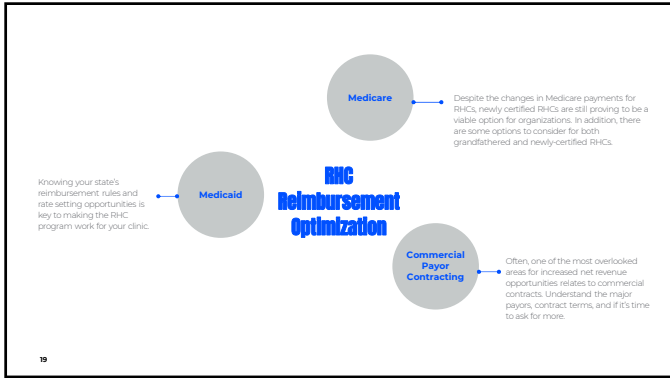 Medicare
Despite the changes in Medicare payments for
RHCs, newly certified RHCs are still proving to be a
viable option for organizations. In addition, there
are some options to consider for both
grandfathered and newly-certified RHCs.
RHC
Reimbursement
Optimization
Knowing your state's
reimbursement rules and
rate setting opportunities is
key to making the RHC
program work for your clinic.
Medicaid
Commercial
Payor
Contracting
Often, one of the most overlooked
areas for increased net revenue
opportunities relates to commercial
contracts. Understand the major
payors, contract terms, and if it's time
to ask for more.
19